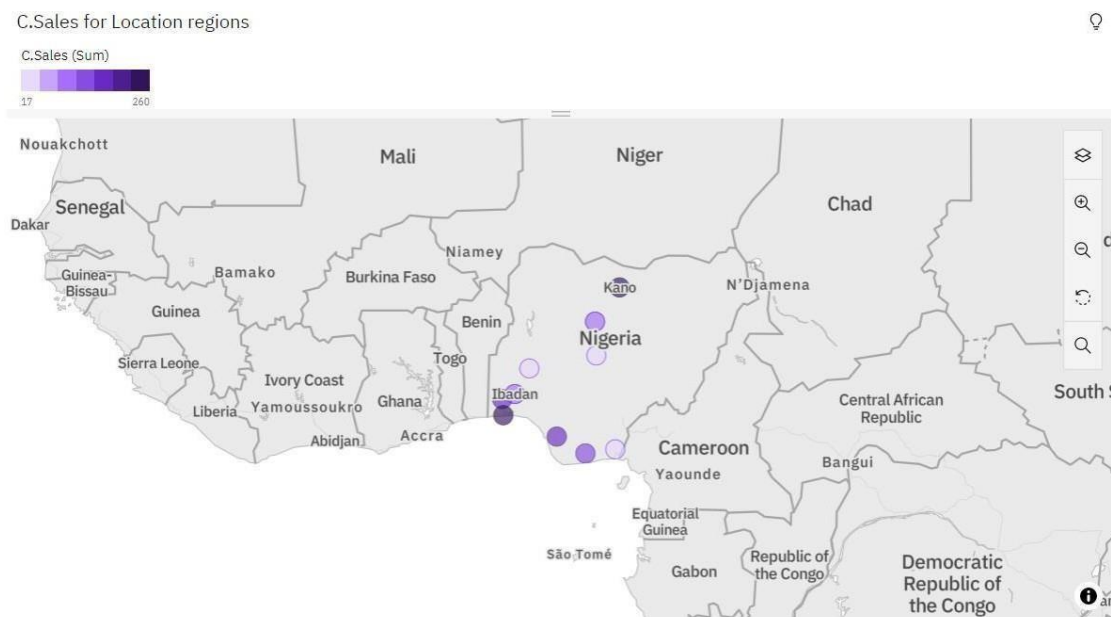 C.Sales for Location regions
C.Sales (Sum)
17 260
Nouakchott
Mali
Niger
Chad
Senegal
Dakar
Niamey
Guinea-
Bissau
Bamako
Burkina Faso
Kano
N'Djamena
Guinea
Benin
Nigeria
Sierra Leone
Togo
Ivory Coast
Ibadan
Liberia
Yamoussoukro
Ghana
Central African
Republic
South S
Abidjan
Accra
Cameroon
Yaounde
Bangui
Equatorial
Guinea
São Tomé
Gabon
Republic of
the Congo
Democratic
Republic of
the Congo